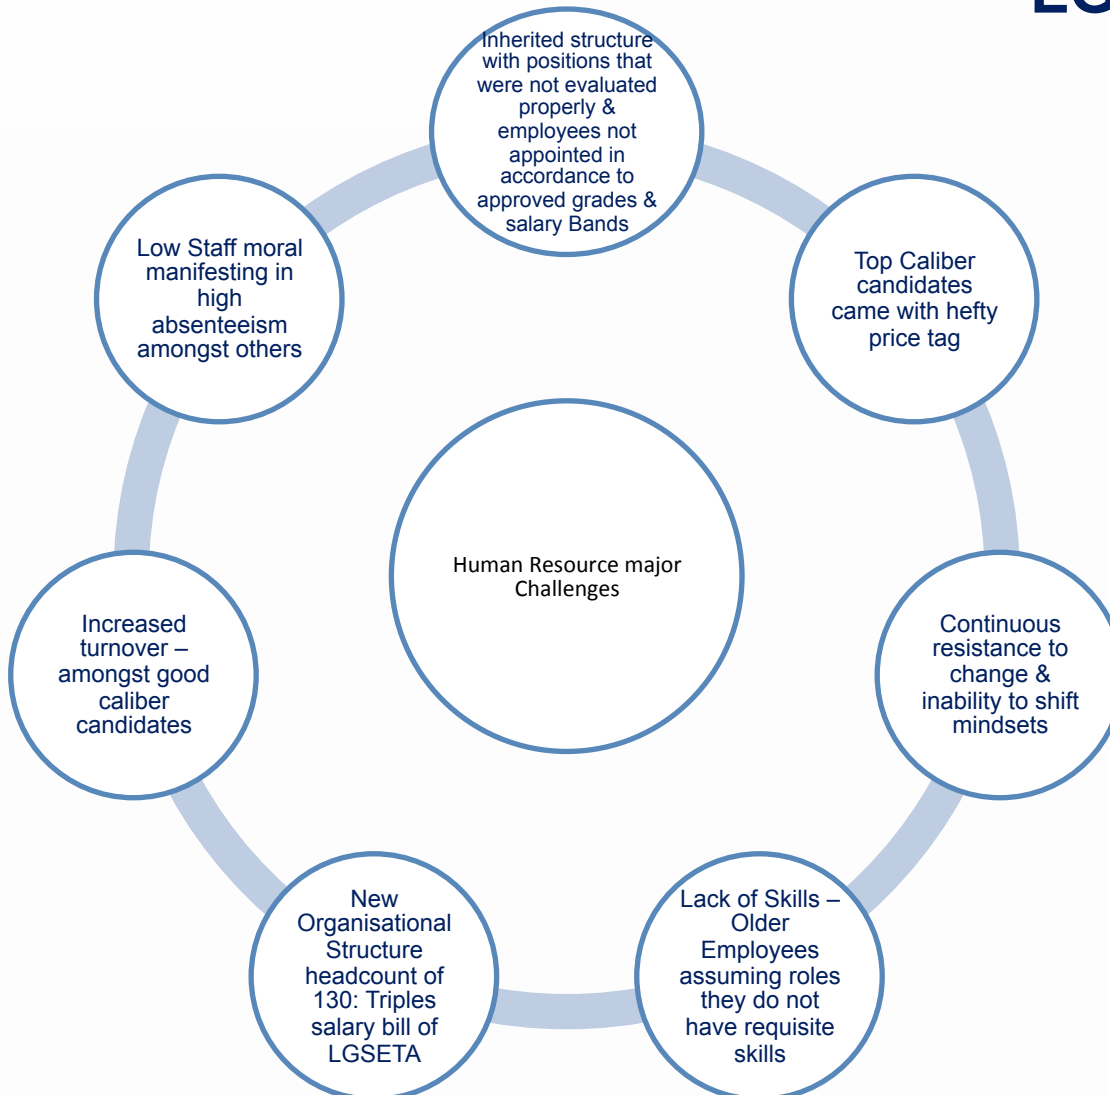 Inherited structure
with positions that
were not evaluated
properly &
employees not
appointed in
accordance to
approved grades &
salary Bands
Top Caliber
candidates
came with hefty
price tag
Continuous
resistance to
change &
inability to shift
mindsets
Lack of Skills –
Older
Employees
assuming roles
they do not
have requisite
skills
New
Organisational
Structure
headcount of
130: Triples
salary bill of
LGSETA
Increased
turnover –
amongst good
caliber
candidates
Low Staff moral
manifesting in
high
absenteeism
amongst others
Human Resource major
Challenges